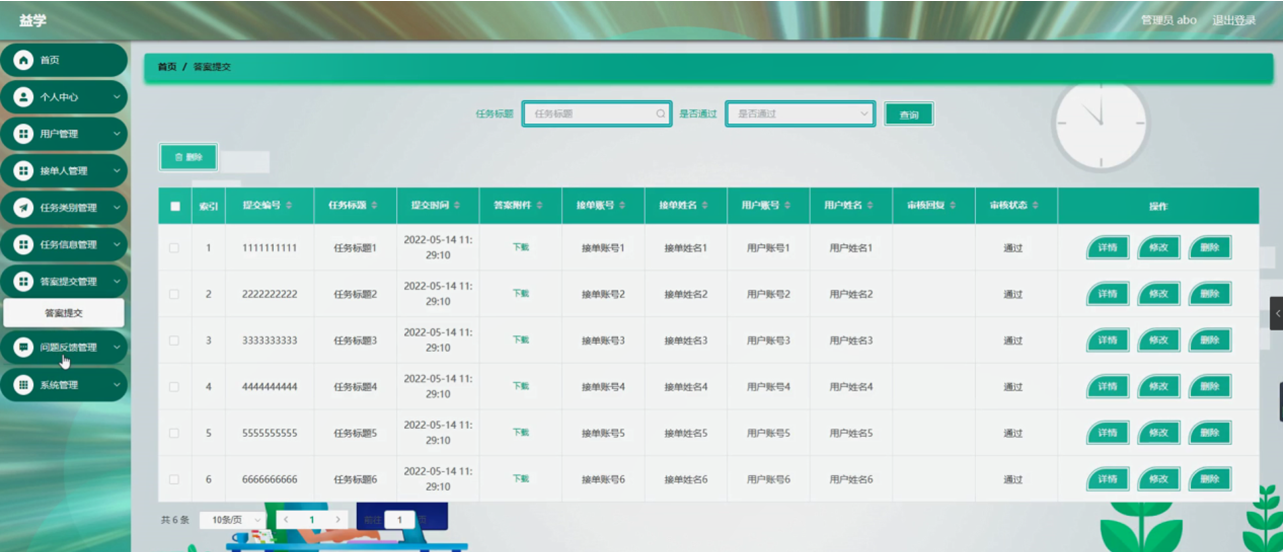 益学
管理员 abo 退出登录
首页
个人中心
用户管理
接单人管理
任务类别管理
任务信息管理
答案提交管理
答案提交
问题反馈管理
系统管理
首页 / 答案提交
任务标题 任务标题 是否通过 是否通过 查询
删除
索引 提交编号 任务标题 提交时间 答案附件 接单账号 接单姓名 用户账号 用户姓名 审核回复 审核状态 操作
1 1111111111 任务标题1 2022-05-14 11:29:10 下载 接单账号1 接单姓名1 用户账号1 用户姓名1 通过 详情 修改 删除
2 2222222222 任务标题2 2022-05-14 11:29:10 下载 接单账号2 接单姓名2 用户账号2 用户姓名2 通过 详情 修改 删除
3 3333333333 任务标题3 2022-05-14 11:29:10 下载 接单账号3 接单姓名3 用户账号3 用户姓名3 通过 详情 修改 删除
4 4444444444 任务标题4 2022-05-14 11:29:10 下载 接单账号4 接单姓名4 用户账号4 用户姓名4 通过 详情 修改 删除
5 5555555555 任务标题5 2022-05-14 11:29:10 下载 接单账号5 接单姓名5 用户账号5 用户姓名5 通过 详情 修改 删除
6 6666666666 任务标题6 2022-05-14 11:29:10 下载 接单账号6 接单姓名6 用户账号6 用户姓名6 通过 详情 修改 删除
共 6 条 10条/页 1 前往 1 页